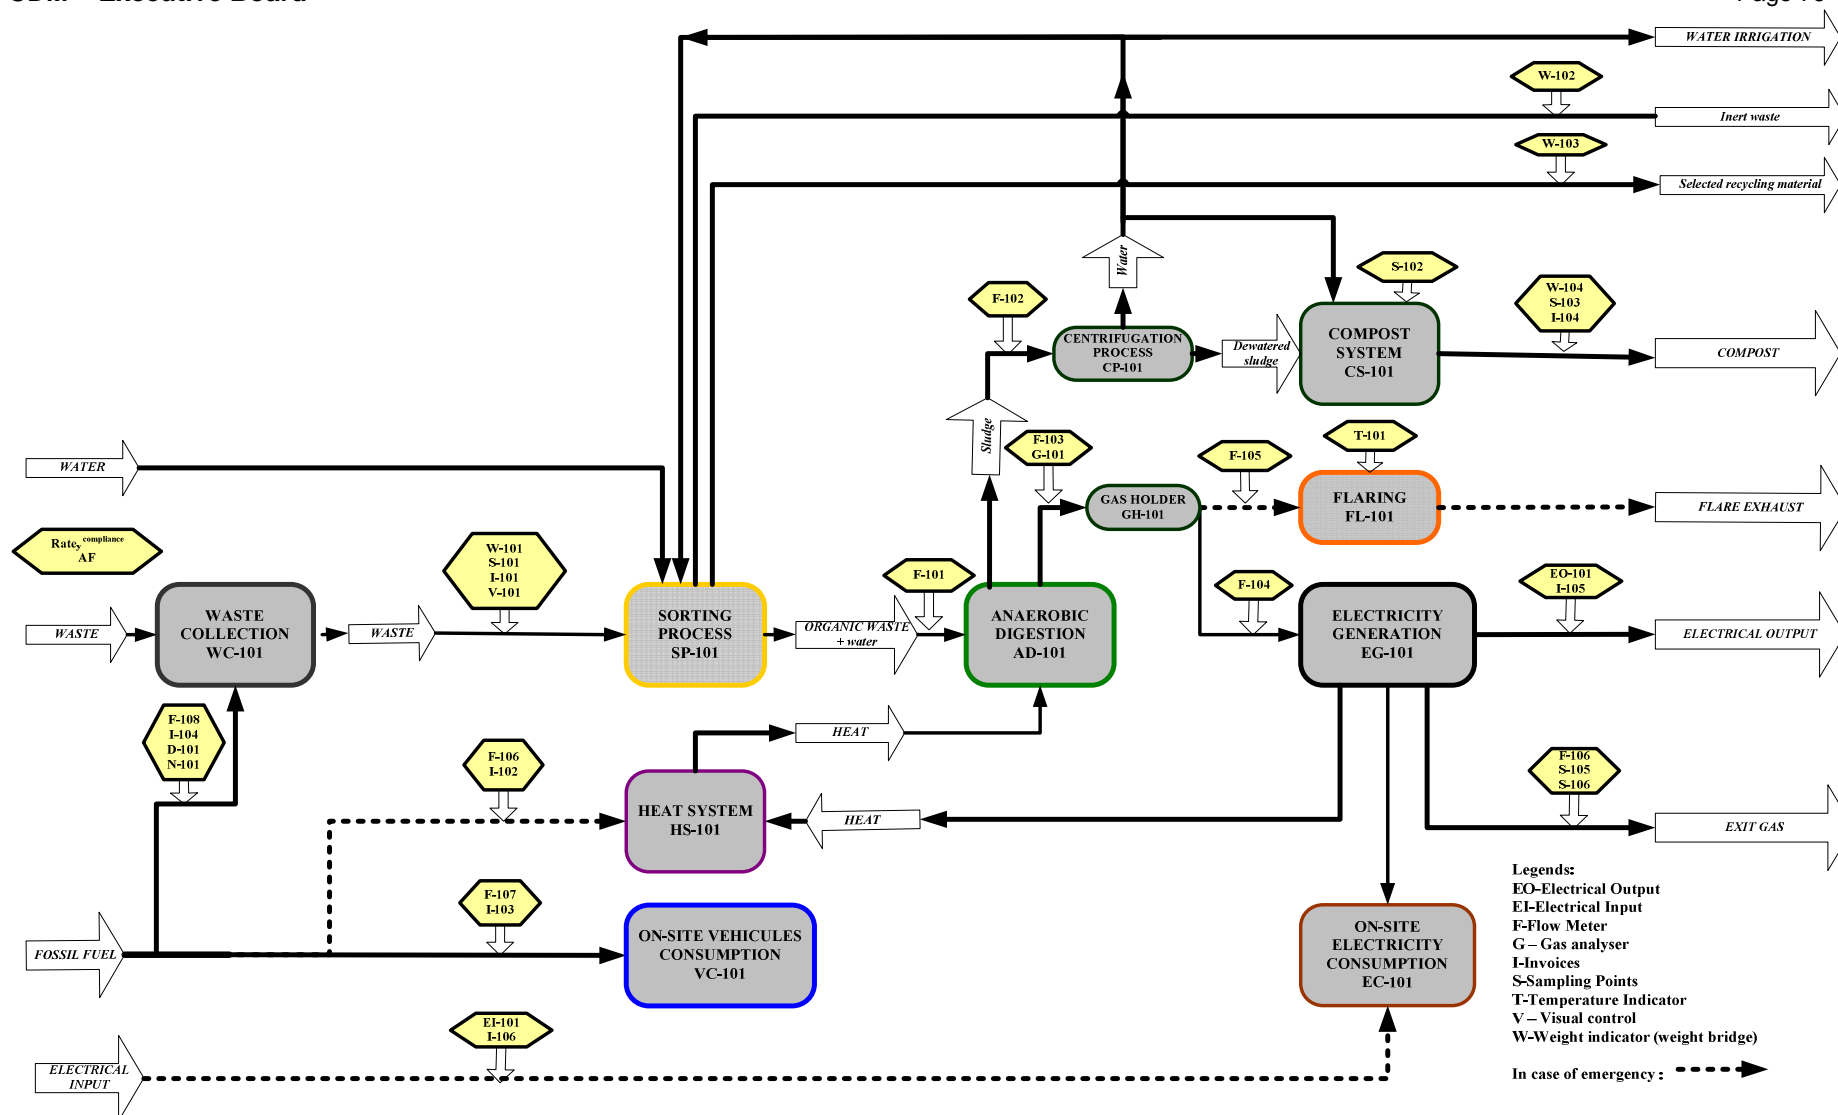 WATER IRRIGATION
W-102
Inert waste
W-103
Selected recycling material
Water
S-102
W-104
S-103
I-104
F-102
CENTRIFUGATION
PROCESS
CP-101
Dewatered
sludge
COMPOST
SYSTEM
CS-101
COMPOST
Sludge
F-103
G-101
F-105
T-101
WATER
GAS HOLDER
GH-101
FLARING
FL-101
FLARE EXHAUST
Ratey compliance
AF
W-101
S-101
I-101
V-101
F-101
F-104
EO-101
I-105
WASTE
WASTE
COLLECTION
WC-101
WASTE
SORTING
PROCESS
SP-101
ORGANIC WASTE
+ water
ANAEROBIC
DIGESTION
AD-101
ELECTRICITY
GENERATION
EG-101
ELECTRICAL OUTPUT
F-108
I-104
D-101
N-101
HEAT
F-106
I-102
F-106
S-105
S-106
HEAT SYSTEM
HS-101
HEAT
EXIT GAS
F-107
I-103
FOSSIL FUEL
ON-SITE VEHICULES
CONSUMPTION
VC-101
ON-SITE
ELECTRICITY
CONSUMPTION
EC-101
EI-101
I-106
ELECTRICAL
INPUT
Legends:
EO-Electrical Output
EI-Electrical Input
F-Flow Meter
G – Gas analyser
I-Invoices
S-Sampling Points
T-Temperature Indicator
V – Visual control
W-Weight indicator (weight bridge)
In case of emergency :